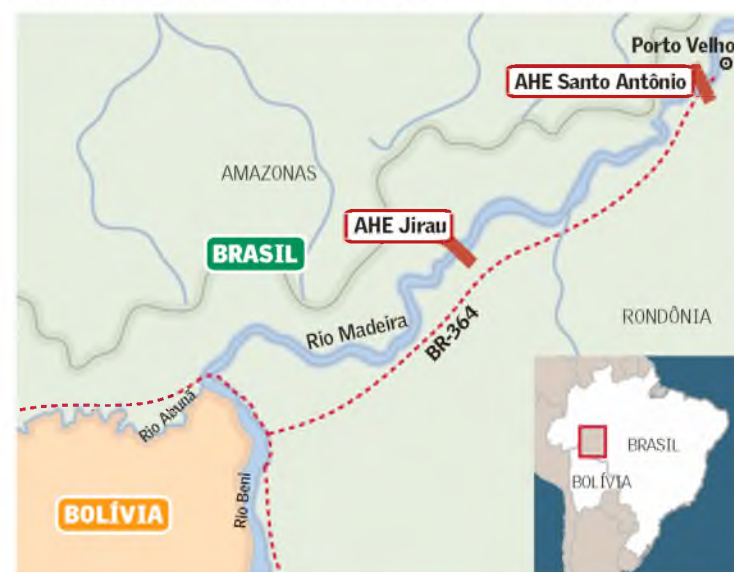 Porto Velho
AHE Santo Antônio
AMAZONAS
AHE Jirau
BRASIL
Rio Madeira
BR-364
RONDÔNIA
Rio Abunã
Rio Beni
BOLÍVIA
BRASIL
BOLÍVIA